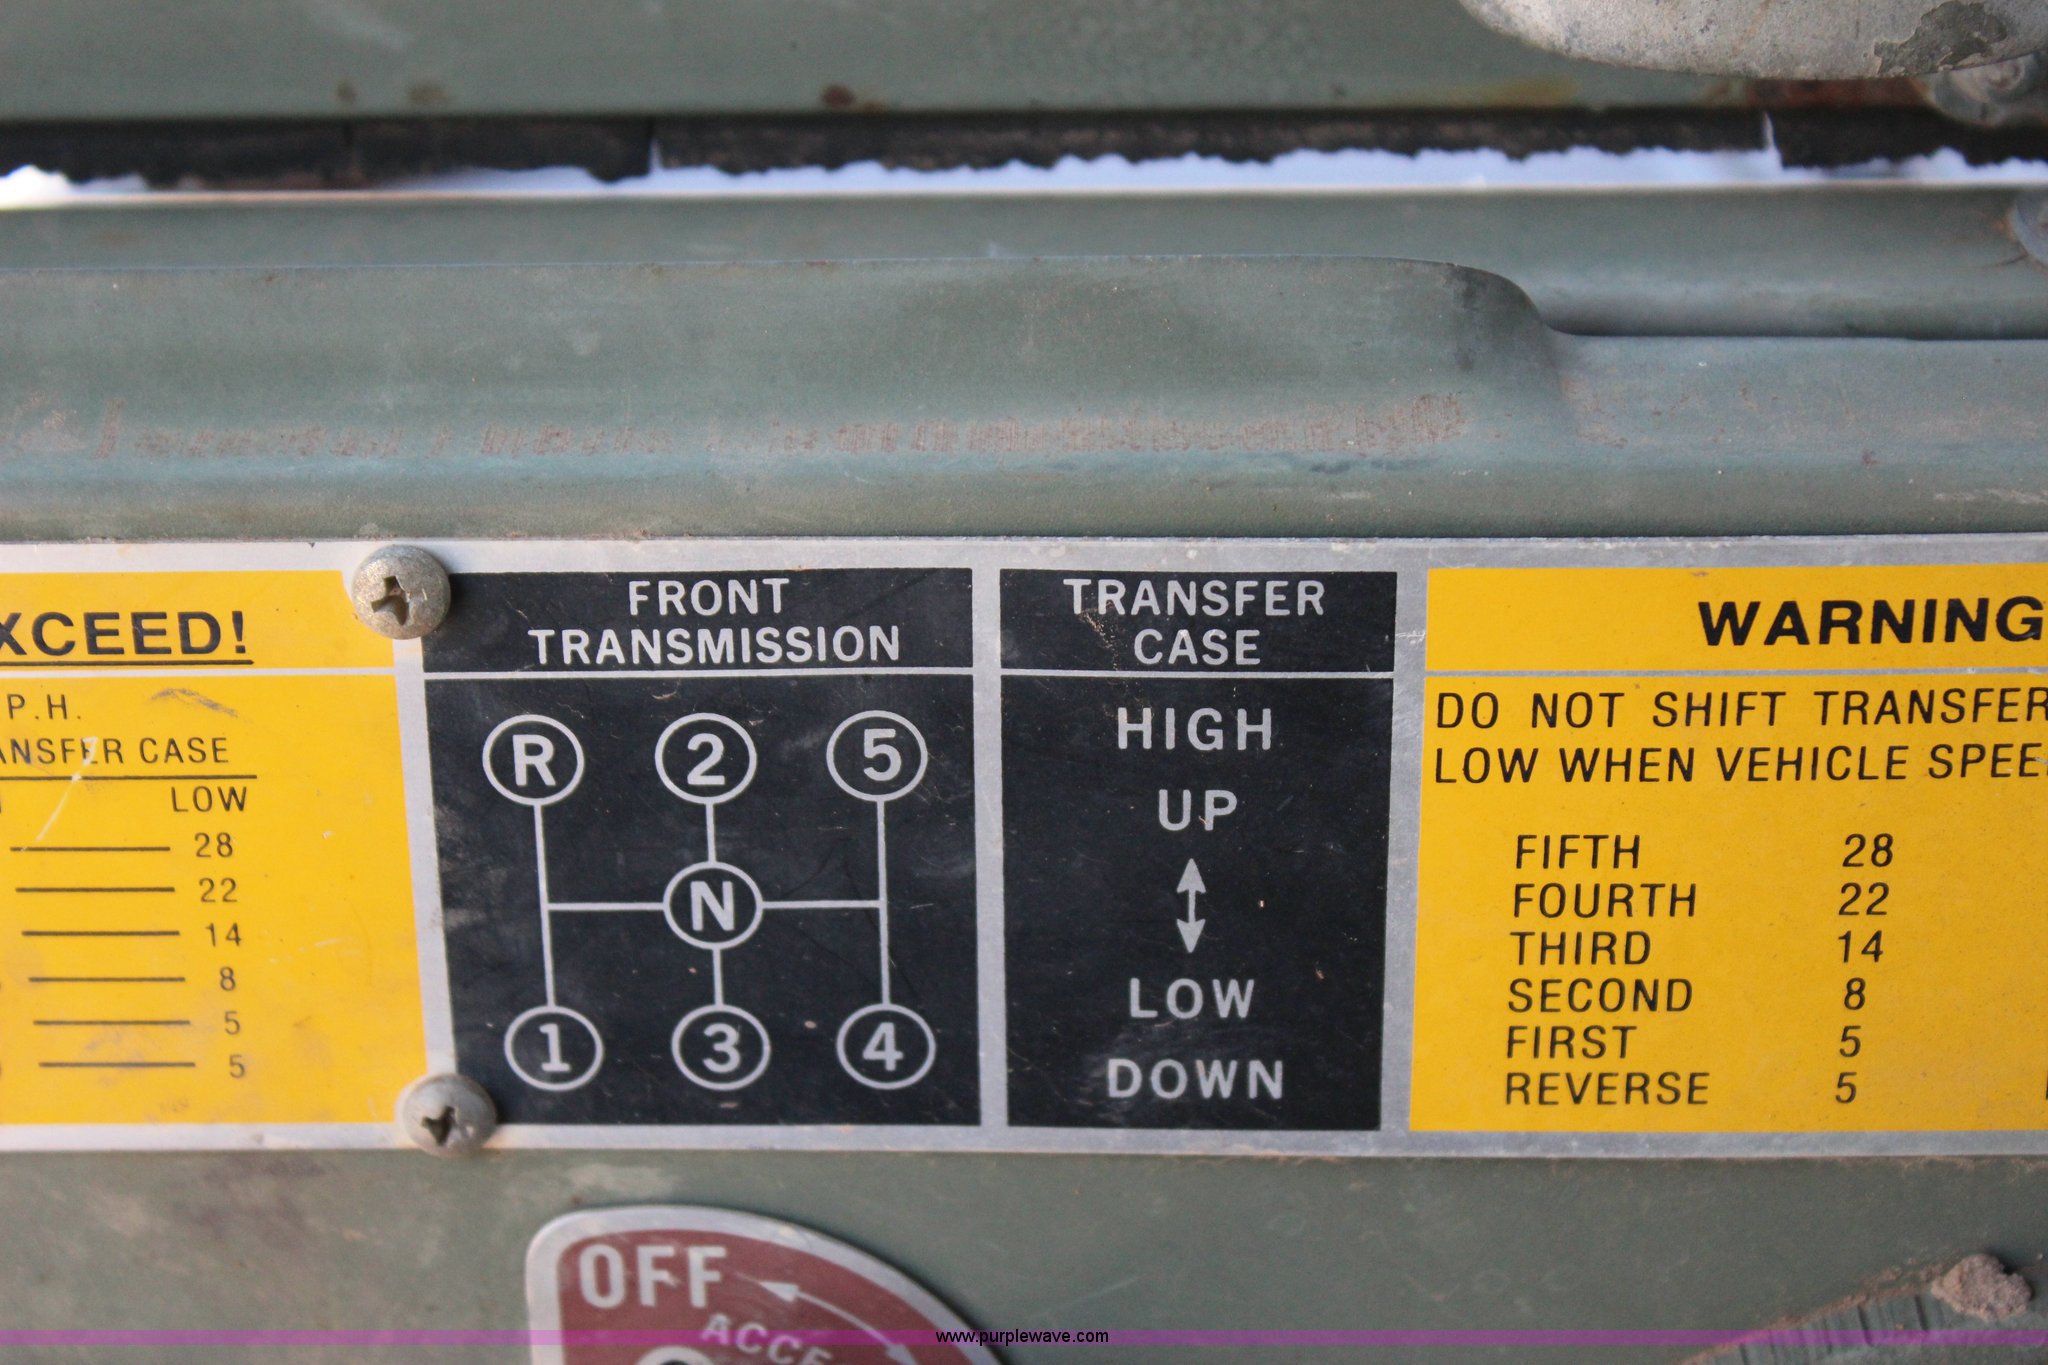 XCEED!
P.H.
ANSFER CASE
LOW
28
22
14
8
5
5
FRONT
TRANSMISSION
R 2 5
N
1 3 4
TRANSFER
CASE
HIGH
UP
LOW
DOWN
WARNING
DO NOT SHIFT TRANSFER
LOW WHEN VEHICLE SPEE
FIFTH 28
FOURTH 22
THIRD 14
SECOND 8
FIRST 5
REVERSE 5
OFF
ACCE
www.purplewave.com